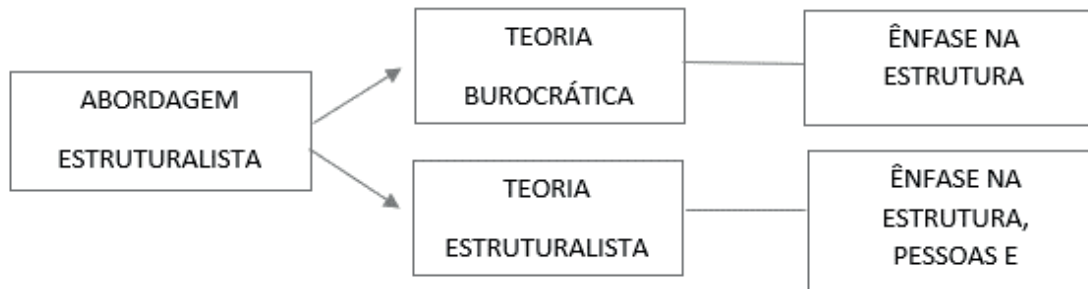 ABORDAGEM
ESTRUTURALISTA
TEORIA
BUROCRÁTICA
ÊNFASE NA
ESTRUTURA
TEORIA
ESTRUTURALISTA
ÊNFASE NA
ESTRUTURA,
PESSOAS E